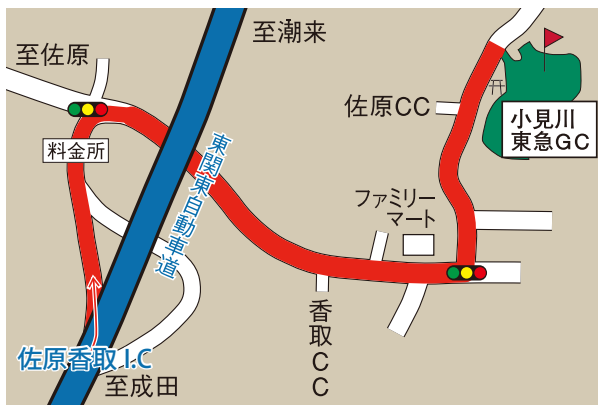 至潮来
至佐原
佐原CC
小見川
東急GC
料金所
東関東自動車道
ファミリー
マート
香取CC
佐原香取I.C
至成田